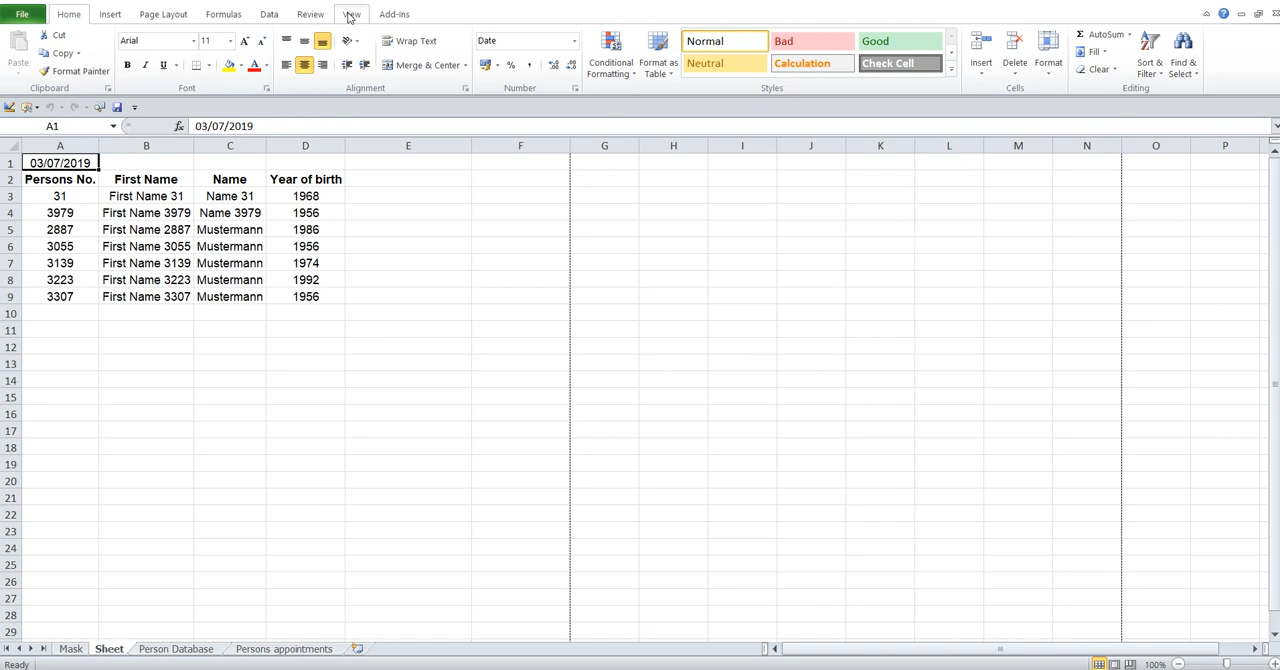 File Home Insert Page Layout Formulas Data Review View Add-Ins
Paste Cut Copy Format Painter Clipboard
Arial 11 A A B I U A Font
Wrap Text Merge & Center Alignment
Date % , Number
Conditional Formatting Format as Table Normal Bad Good Neutral Calculation Check Cell Styles
Insert Delete Format Cells
Σ AutoSum Fill Clear Sort & Filter Find & Select Editing
A1 fx 03/07/2019
A B C D E F G H I J K L M N O P
1 03/07/2019
2 Persons No. First Name Name Year of birth
3 31 First Name 31 Name 31 1968
4 3979 First Name 3979 Name 3979 1956
5 2887 First Name 2887 Mustermann 1986
6 3055 First Name 3055 Mustermann 1956
7 3139 First Name 3139 Mustermann 1974
8 3223 First Name 3223 Mustermann 1992
9 3307 First Name 3307 Mustermann 1956
10
11
12
13
14
15
16
17
18
19
20
21
22
23
24
25
26
27
28
29
Mask Sheet Person Database Persons appointments
Ready 100%